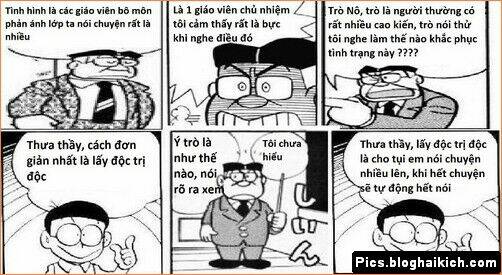 Tình hình là các giáo viên bô môn
phản ánh lớp ta nói chuyện rất là
nhiều
Là 1 giáo viên chủ nhiệm
tôi cảm thấy rất là bực
khi nghe điều đó
Trò Nô, trò là người thường có
rất nhiều cao kiến, trò nói thử
tôi nghe làm thế nào khắc phục
tình trạng này ????
Thưa thầy, cách đơn
giản nhất là lấy độc trị
độc
Ý trò là
như thế
nào, nói
rõ ra xem
Tôi chưa
hiểu
しいん
Thưa thầy, lấy độc trị độc
là cho tụi em nói chuyện
nhiều lên, khi hết chuyện
sẽ tự động hết nói
Pics.bloghaikich.com